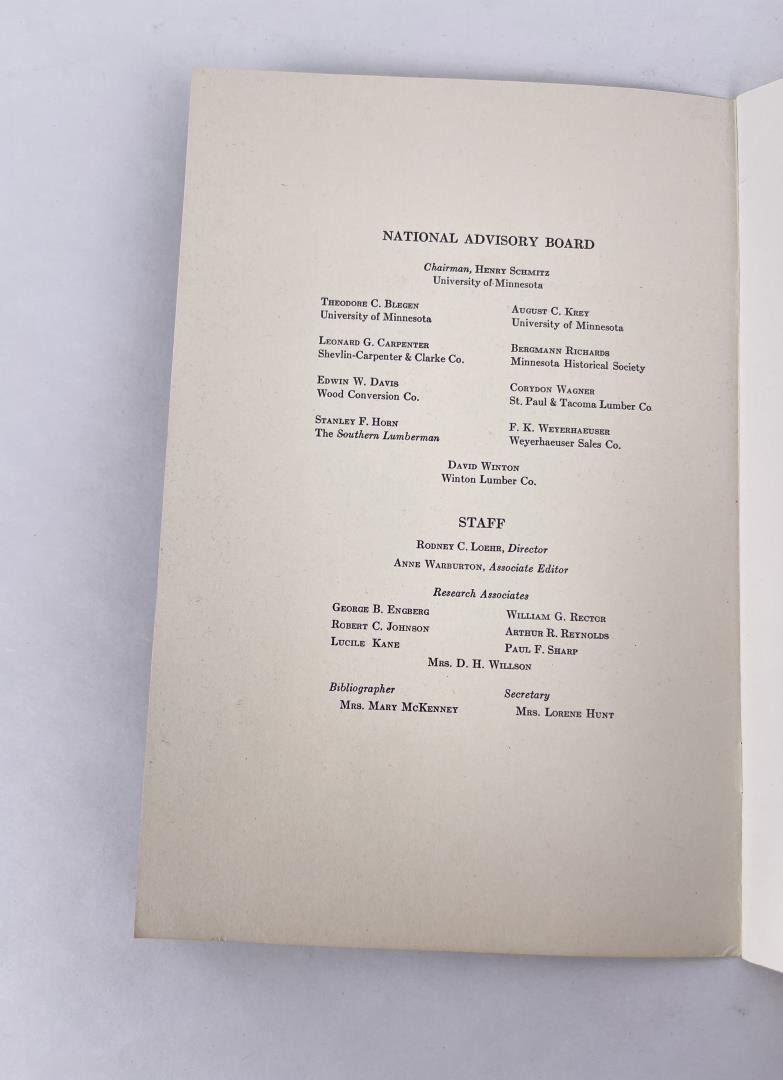 NATIONAL ADVISORY BOARD
Chairman, HENRY SCHMITZ
University of Minnesota
THEODORE C. BLEGEN
University of Minnesota
AUGUST C. KREY
University of Minnesota
LEONARD G. CARPENTER
Shevlin-Carpenter & Clarke Co.
BERGMANN RICHARDS
Minnesota Historical Society
EDWIN W. DAVIS
Wood Conversion Co.
CORYDON WAGNER
St. Paul & Tacoma Lumber Co
STANLEY F. HORN
The Southern Lumberman
F. K. WEYERHAEUSER
Weyerhaeuser Sales Co.
DAVID WINTON
Winton Lumber Co.
STAFF
RODNEY C. LOEHR, Director
ANNE WARBURTON, Associate Editor
Research Associates
GEORGE B. ENGBERG
ROBERT C. JOHNSON
LUCILE KANE
WILLIAM G. RECTOR
ARTHUR R. REYNOLDS
PAUL F. SHARP
MRS. D. H. WILLSON
Bibliographer
MRS. MARY MCKENNEY
Secretary
MRS. LORENE HUNT